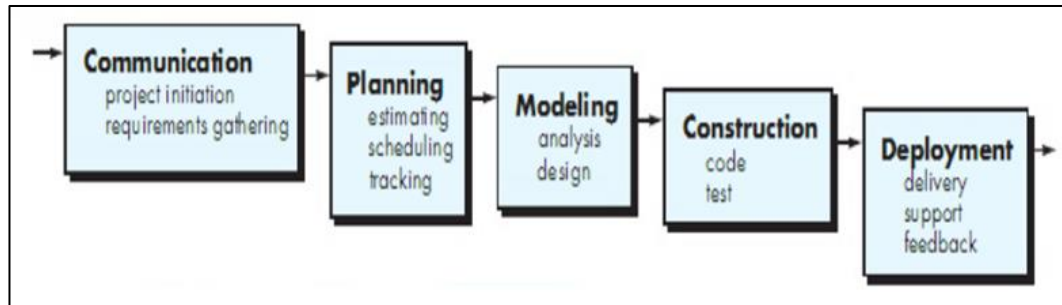 Communication
project initiation
requirements gathering
Planning
estimating
scheduling
tracking
Modeling
analysis
design
Construction
code
test
Deployment
delivery
support
feedback